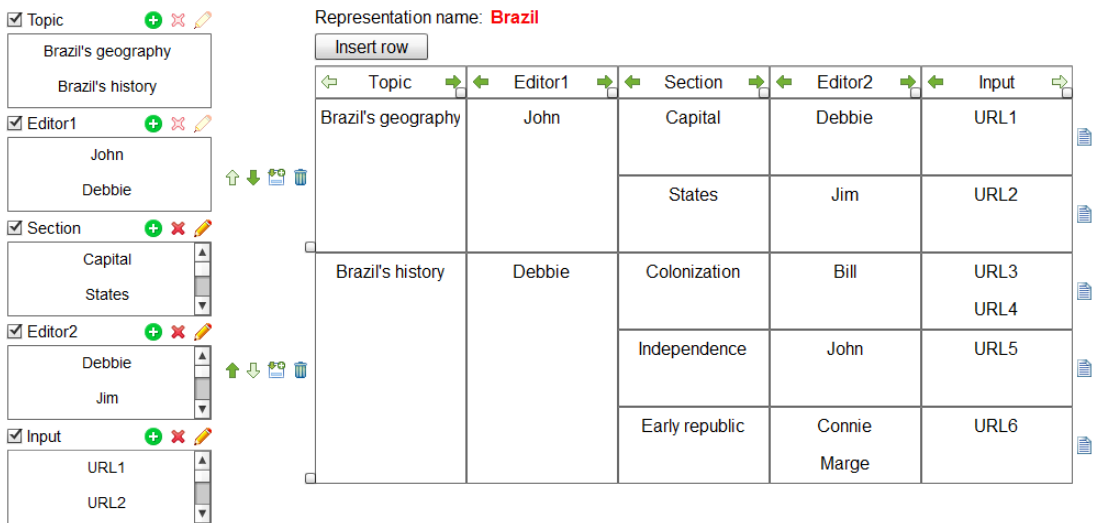 Topic
Brazil's geography
Brazil's history
Editor1
John
Debbie
Section
Capital
States
Editor2
Debbie
Jim
Input
URL1
URL2
Representation name: Brazil
Insert row
Topic Editor1 Section Editor2 Input
Brazil's geography John Capital Debbie URL1
States Jim URL2
Brazil's history Debbie Colonization Bill URL3
URL4
Independence John URL5
Early republic Connie URL6
Marge